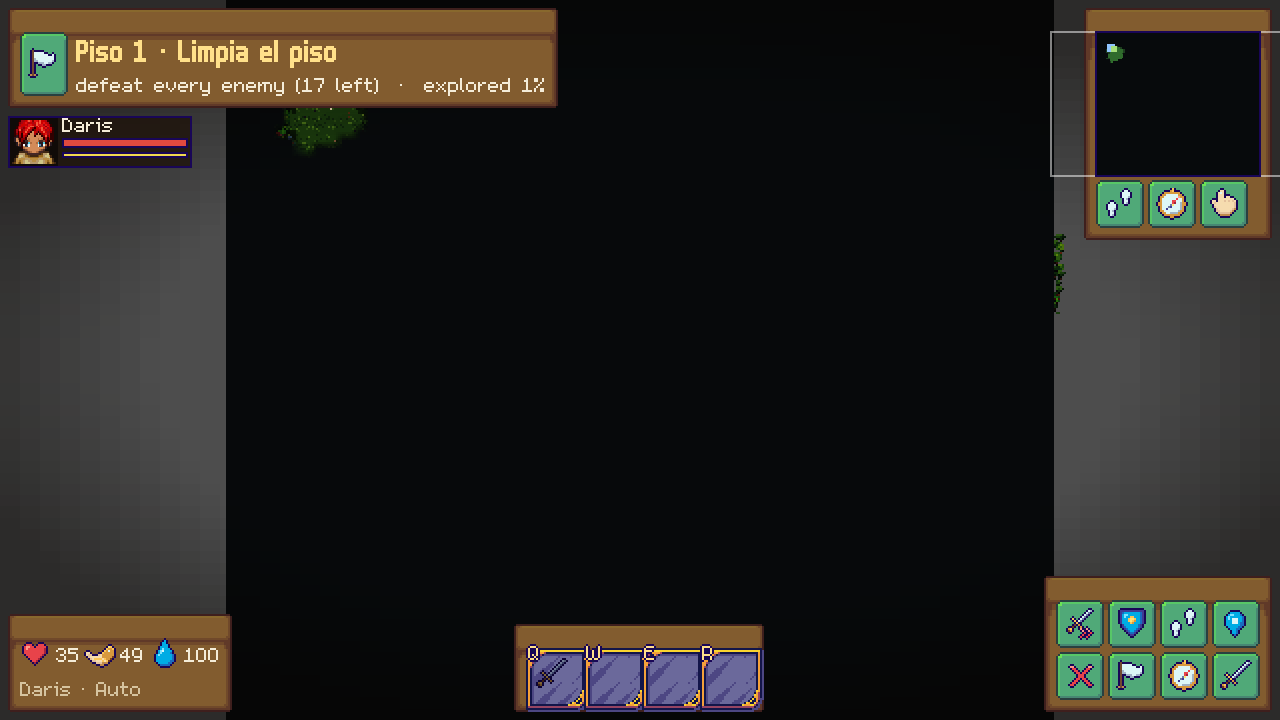 Piso 1 · Limpia el piso
defeat every enemy (17 left) · explored 1%
Daris
35 49 100
Daris · Auto
Q W E R